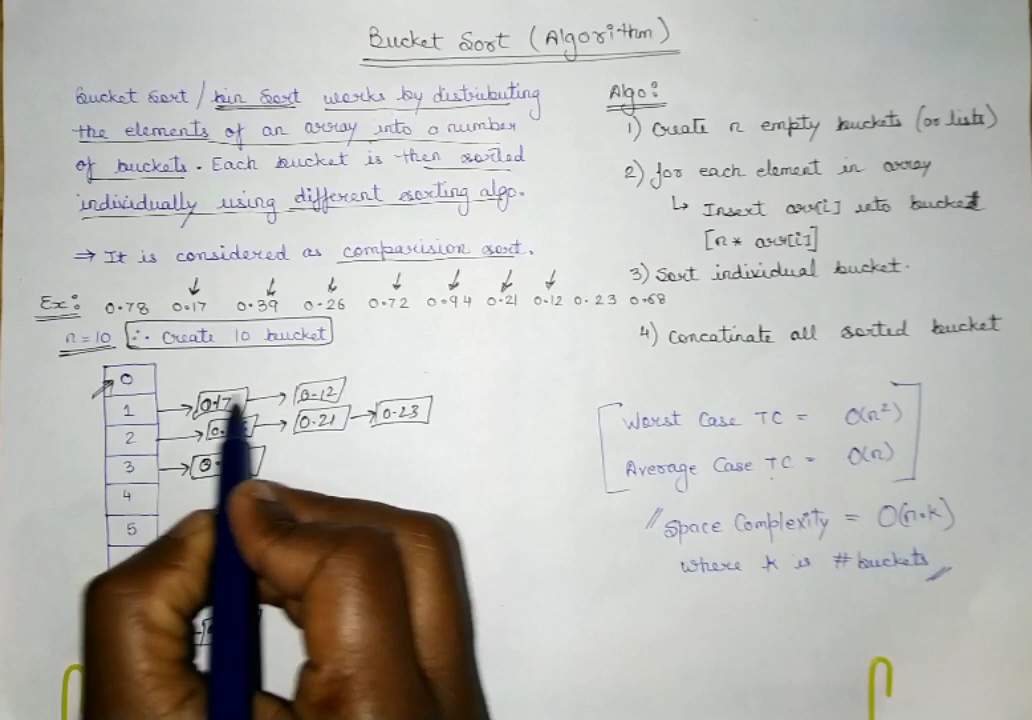 Bucket Sort (Algorithm)
Bucket Sort / bin Sort works by distributing
the elements of an array into a number
of buckets. Each bucket is then sorted
individually using different sorting algo.
⇒ It is considered as comparision sort.
Ex: 0.78 0.17 0.39 0.26 0.72 0.94 0.21 0.12 0.23 0.68
n=10 ∴ Create 10 bucket
0
1 → 0.17 → 0.12
2 → → 0.21 → 0.23
3 →
4
5
Algo:
1) Create n empty buckets (or lists)
2) for each element in array
↳ Insert arr[i] into bucket
[n* arr[i]]
3) Sort individual bucket.
4) Concatinate all sorted bucket
Worst Case TC = O(n²)
Average Case TC = O(n)
// Space Complexity = O(n.k)
where k is # buckets //